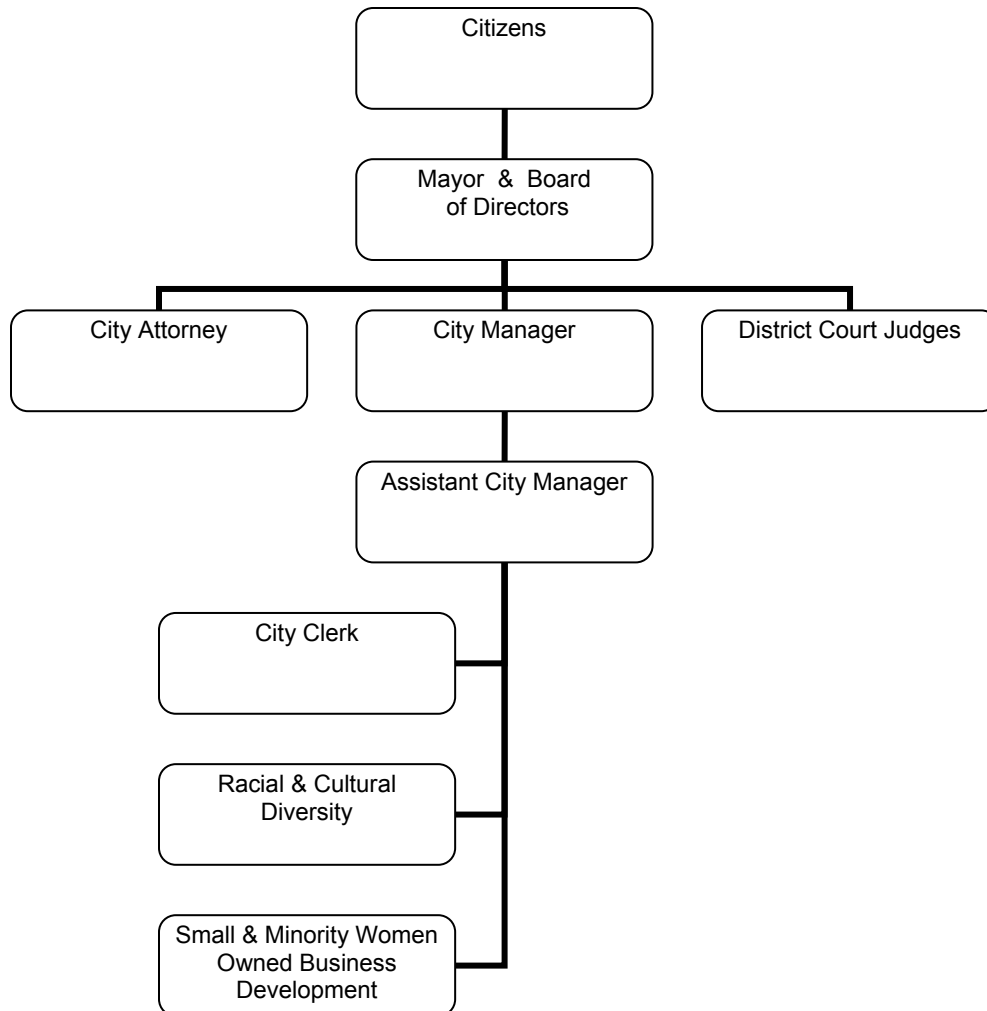 Citizens
Mayor & Board
of Directors
City Attorney
City Manager
District Court Judges
Assistant City Manager
City Clerk
Racial & Cultural
Diversity
Small & Minority Women
Owned Business
Development